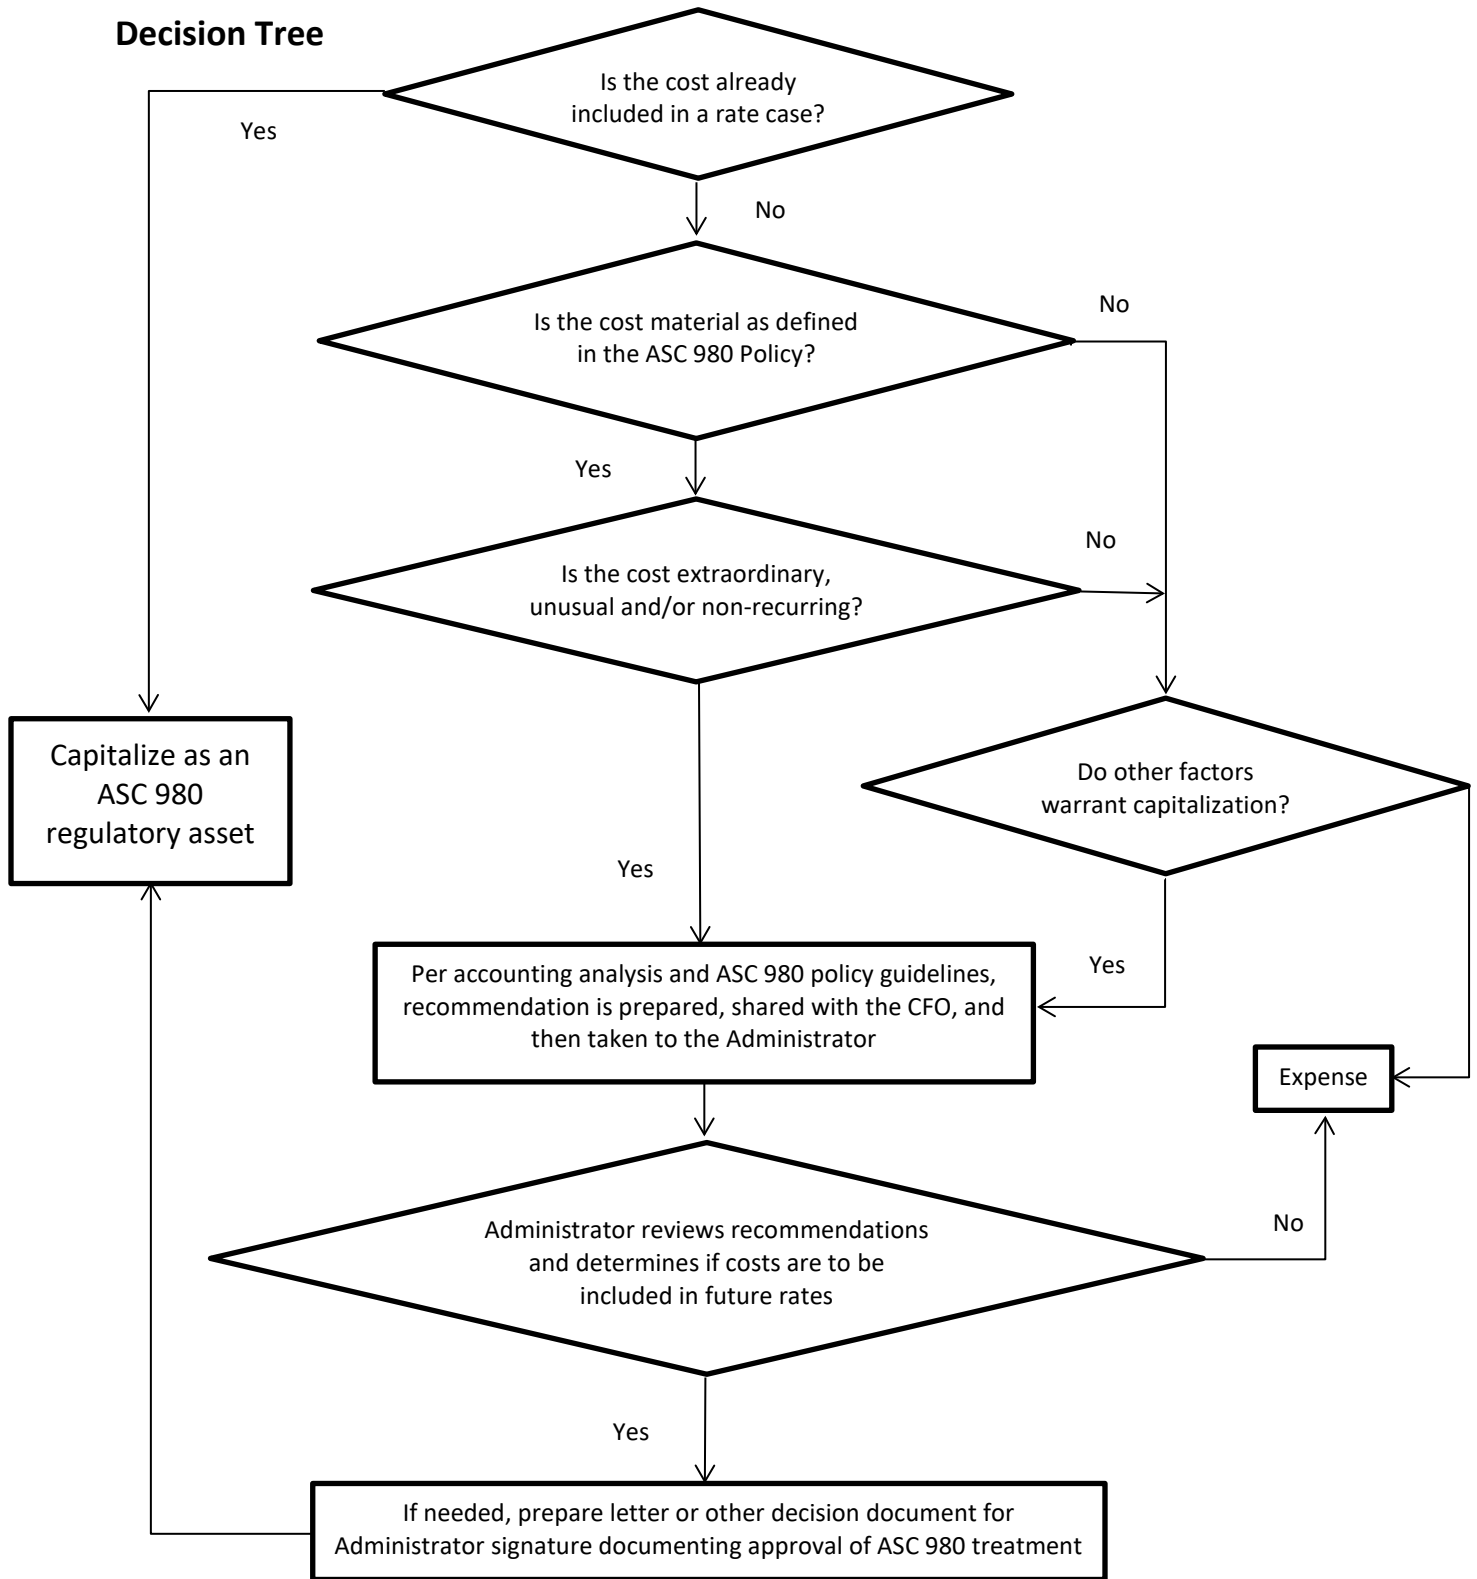 Decision Tree
Is the cost already
included in a rate case?
Yes
No
Is the cost material as defined
in the ASC 980 Policy?
No
Yes
Is the cost extraordinary,
unusual and/or non-recurring?
No
Capitalize as an
ASC 980
regulatory asset
Do other factors
warrant capitalization?
Yes
Per accounting analysis and ASC 980 policy guidelines,
recommendation is prepared, shared with the CFO, and
then taken to the Administrator
Yes
Expense
Administrator reviews recommendations
and determines if costs are to be
included in future rates
No
Yes
If needed, prepare letter or other decision document for
Administrator signature documenting approval of ASC 980 treatment